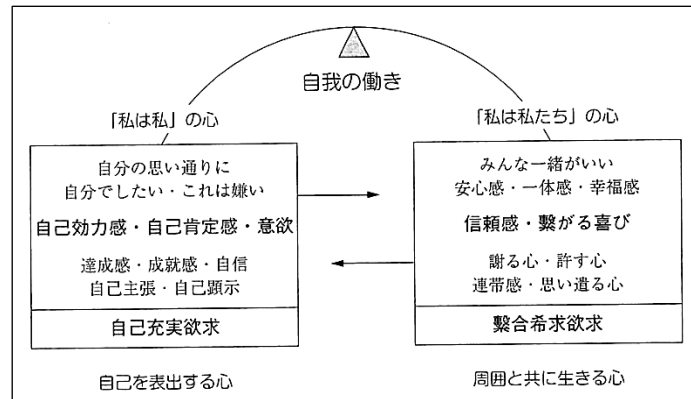 自我の働き
「私は私」の心
自分の思い通りに
自分でしたい・これは嫌い
自己効力感・自己肯定感・意欲
達成感・成就感・自信
自己主張・自己顕示
自己充実欲求
自己を表出する心
「私は私たち」の心
みんな一緒がいい
安心感・一体感・幸福感
信頼感・繋がる喜び
謝る心・許す心
連帯感・思い遣る心
繋合希求欲求
周囲と共に生きる心